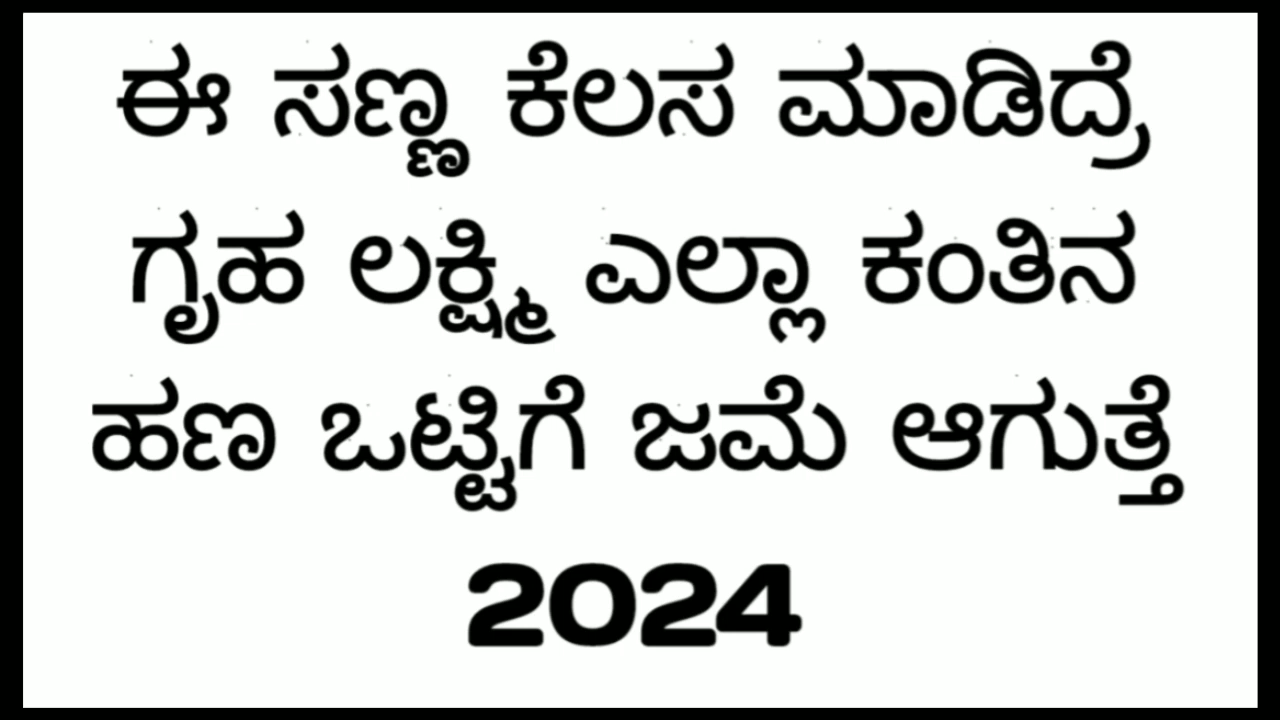 ಈ ಸಣ್ಣ ಕೆಲಸ ಮಾಡಿದ್ರೆ
ಗೃಹ ಲಕ್ಷ್ಮಿ ಎಲ್ಲಾ ಕಂತಿನ
ಹಣ ಒಟ್ಟಿಗೆ ಜಮೆ ಆಗುತ್ತೆ
2024